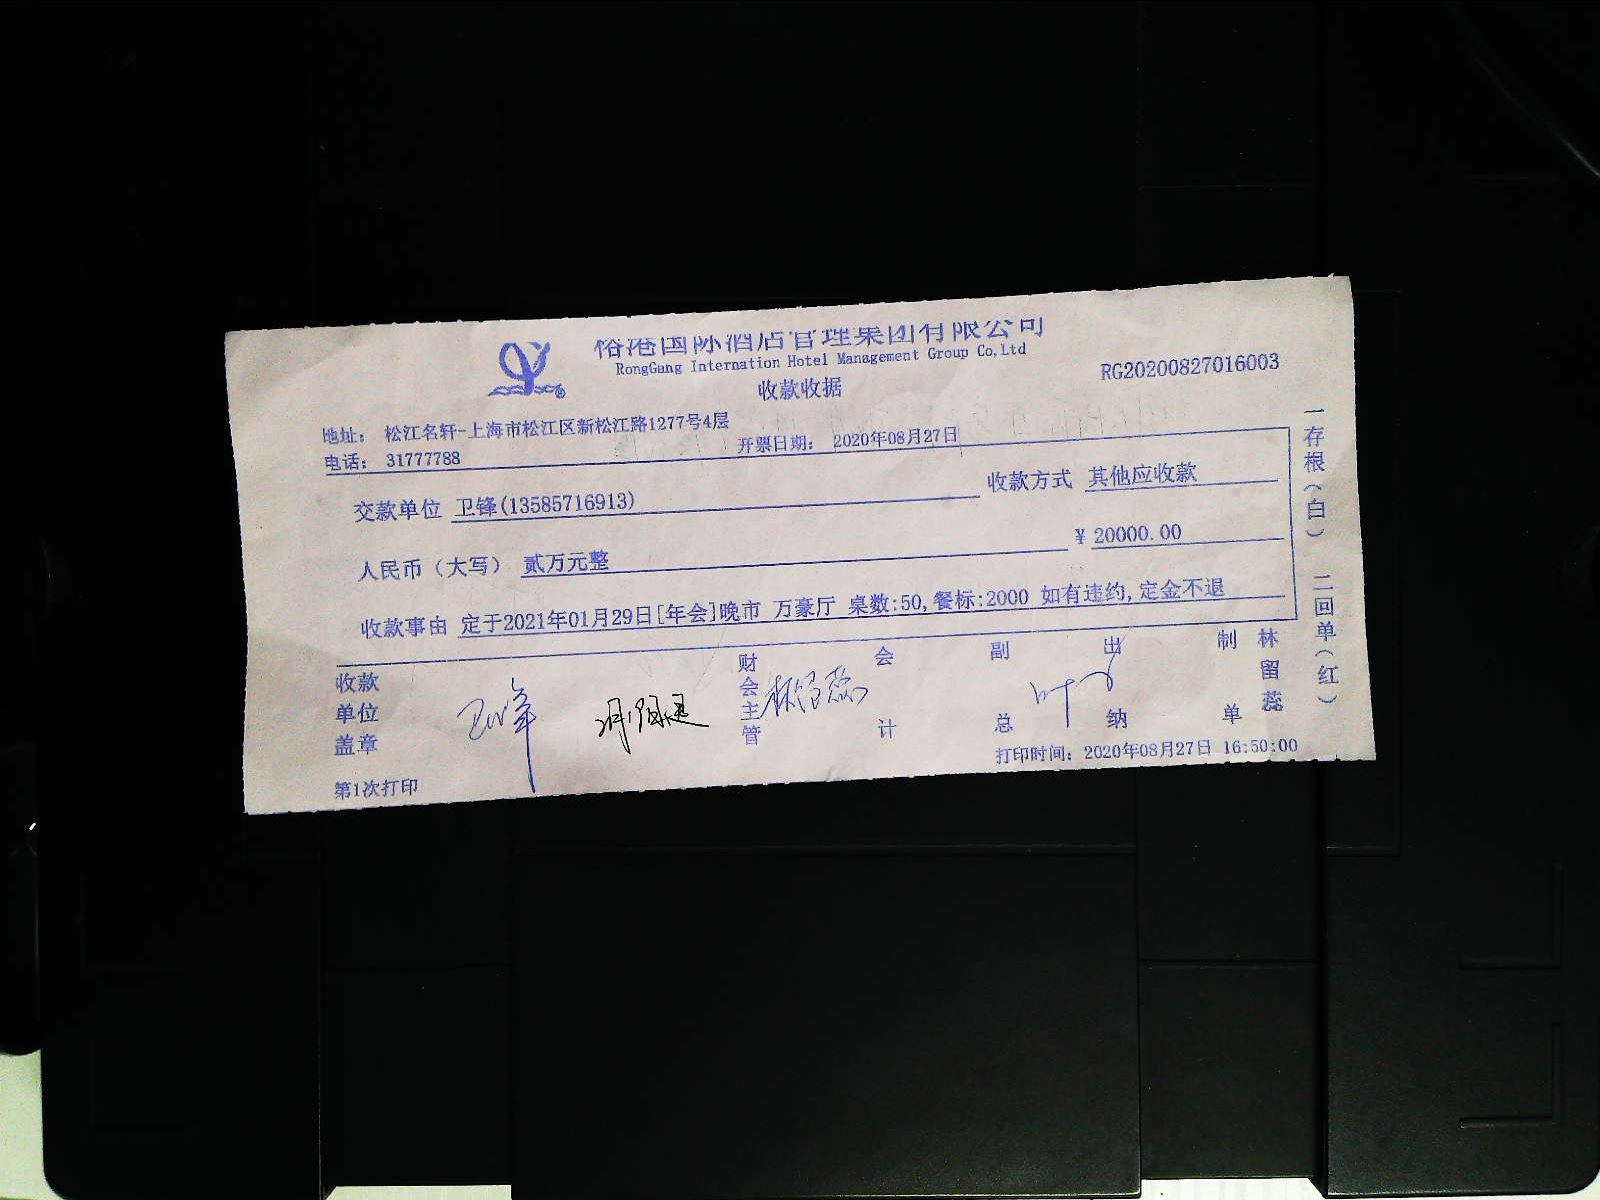 俗港国际酒店管理集团有限公司
RongGang Internation Hotel Management Group Co,Ltd
收款收据
RG20200827016003
地址： 松江名轩-上海市松江区新松江路1277号4层
电话： 31777788
开票日期： 2020年08月27日
交款单位 卫锋(13585716913)
收款方式 其他应收款
人民币（大写） 贰万元整
¥ 20000.00
收款事由 定于2021年01月29日[年会]晚市 万豪厅 桌数:50,餐标:2000 如有违约,定金不退
收款单位盖章
财会主管 林留蕊
会计
副总
出纳 叶
制单 林留蕊
打印时间：2020年08月27日 16:50:00
第1次打印
一存根（白） 二回单（红）